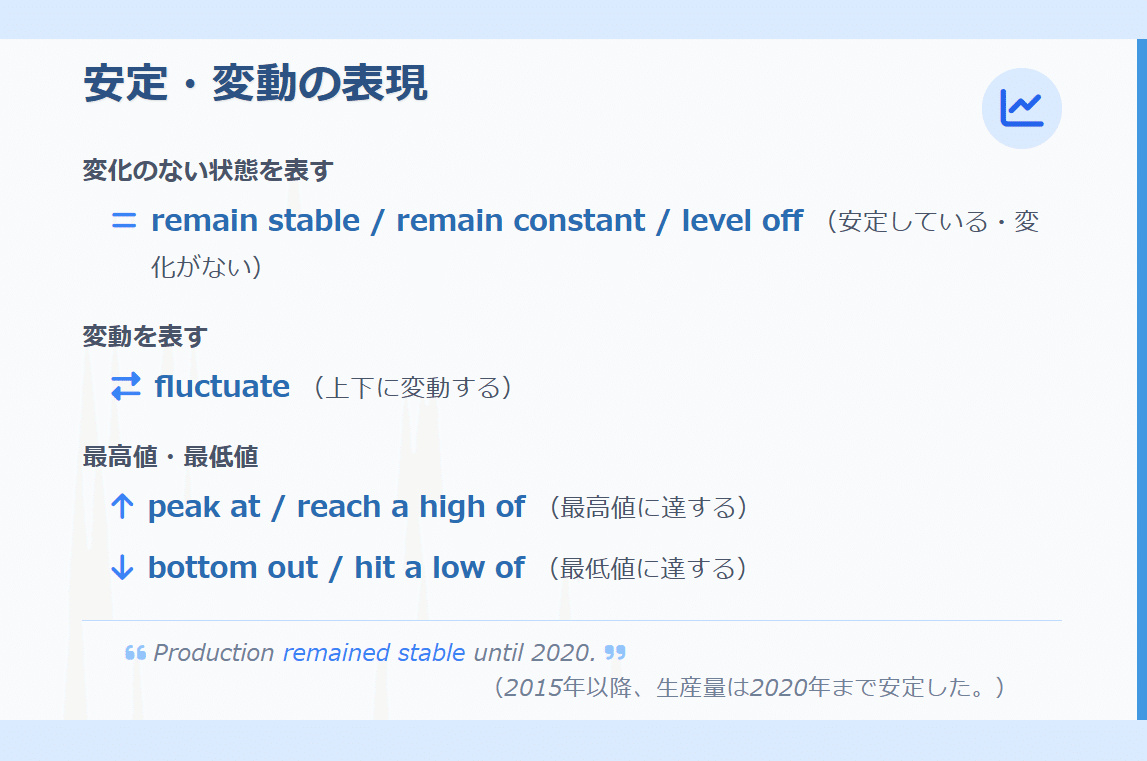 安定・変動の表現
変化のない状態を表す
remain stable / remain constant / level off （安定している・変
化がない）
変動を表す
fluctuate （上下に変動する）
最高値・最低値
peak at / reach a high of （最高値に達する）
bottom out / hit a low of （最低値に達する）
❝ Production remained stable until 2020. ❞
（2015年以降、生産量は2020年まで安定した。）